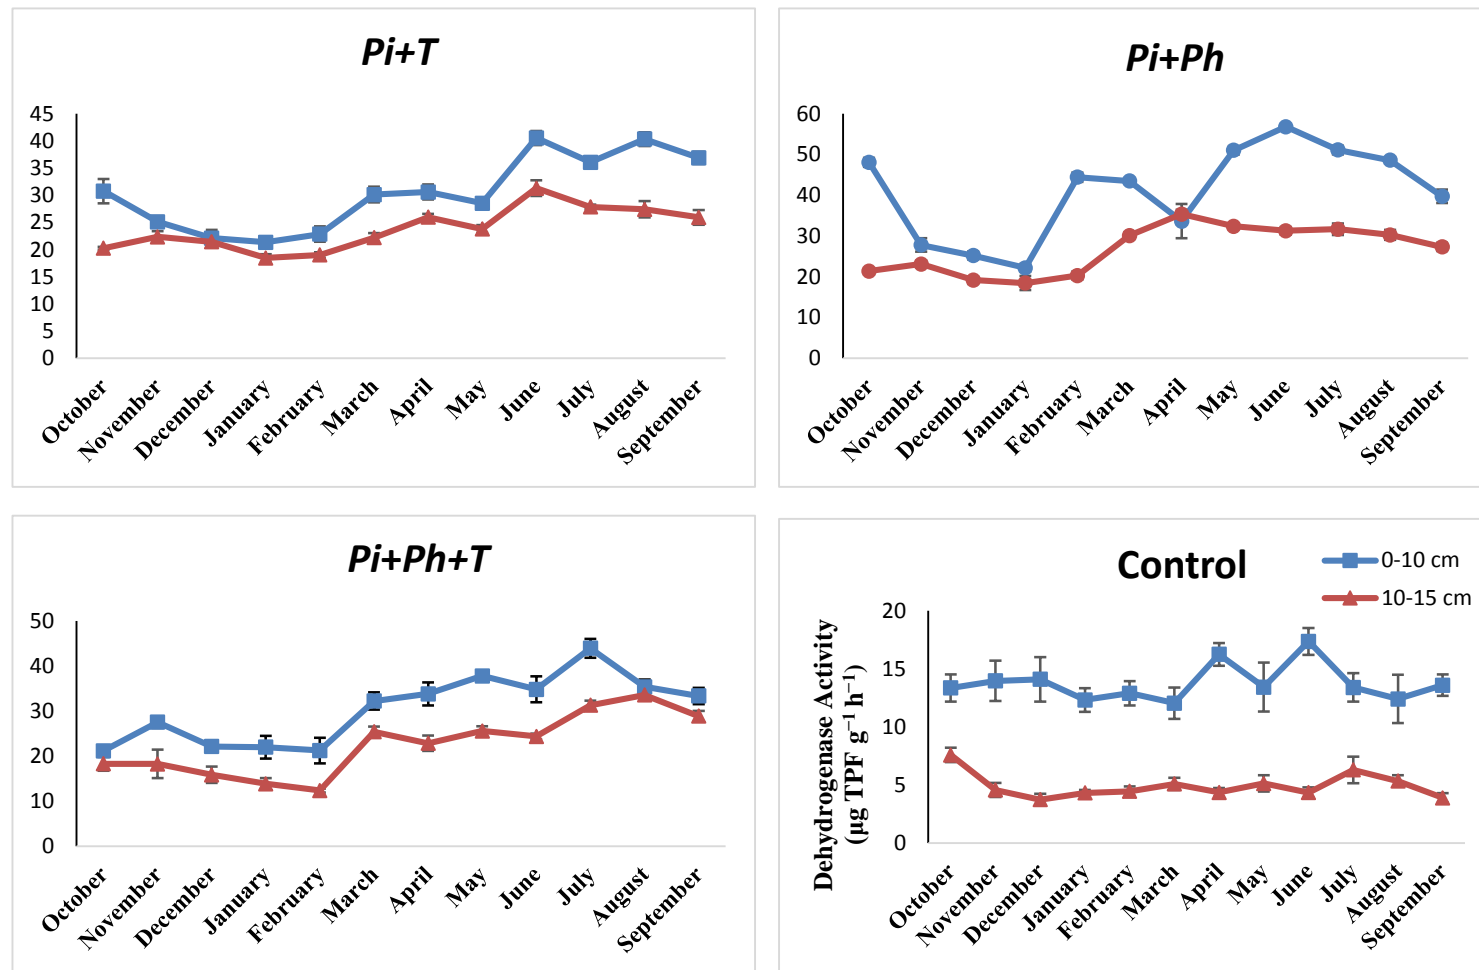 Pi+T
45
40
35
30
25
20
15
10
5
0
October
November
December
January
February
March
April
May
June
July
August
September
Pi+Ph
60
50
40
30
20
10
0
October
November
December
January
February
March
April
May
June
July
August
September
Pi+Ph+T
50
40
30
20
10
0
October
November
December
January
February
March
April
May
June
July
August
September
Control
0-10 cm
10-15 cm
Dehydrogenase Activity
(µg TPF g⁻¹ h⁻¹)
20
15
10
5
0
October
November
December
January
February
March
April
May
June
July
August
September